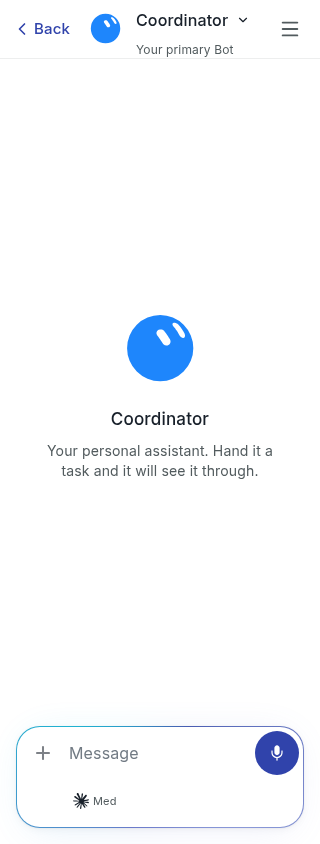 Back
Coordinator
Your primary Bot
Coordinator
Your personal assistant. Hand it a
task and it will see it through.
Message
Med